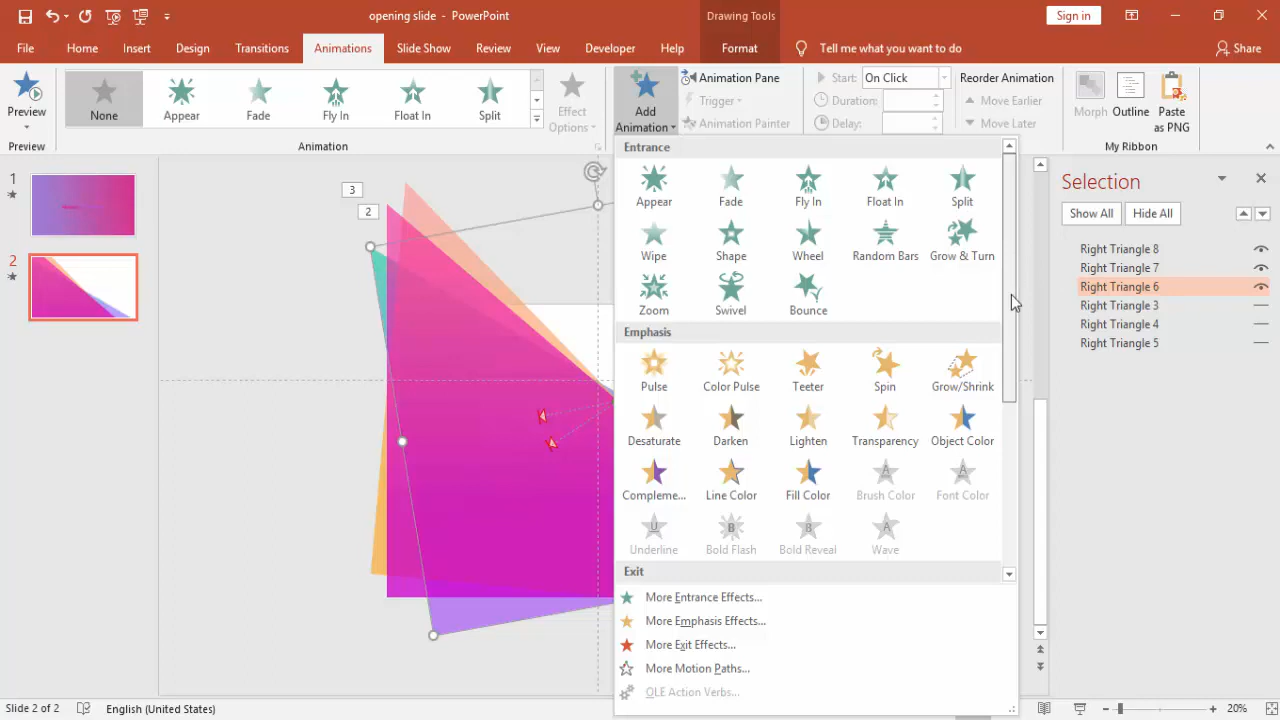 opening slide - PowerPoint
Drawing Tools
Sign in
File Home Insert Design Transitions Animations Slide Show Review View Developer Help Format Tell me what you want to do Share
Preview
None Appear Fade Fly In Float In Split
Effect Options
Add Animation
Animation Pane
Trigger
Animation Painter
Start: On Click
Duration:
Delay:
Reorder Animation
Move Earlier
Move Later
Morph Outline Paste as PNG
Preview Animation My Ribbon
Entrance
Appear Fade Fly In Float In Split
Wipe Shape Wheel Random Bars Grow & Turn
Zoom Swivel Bounce
Emphasis
Pulse Color Pulse Teeter Spin Grow/Shrink
Desaturate Darken Lighten Transparency Object Color
Compleme... Line Color Fill Color Brush Color Font Color
Underline Bold Flash Bold Reveal Wave
Exit
More Entrance Effects...
More Emphasis Effects...
More Exit Effects...
More Motion Paths...
OLE Action Verbs...
1
2
3
2
Selection
Show All Hide All
Right Triangle 8
Right Triangle 7
Right Triangle 6
Right Triangle 3
Right Triangle 4
Right Triangle 5
Slide 2 of 2 English (United States) 20%